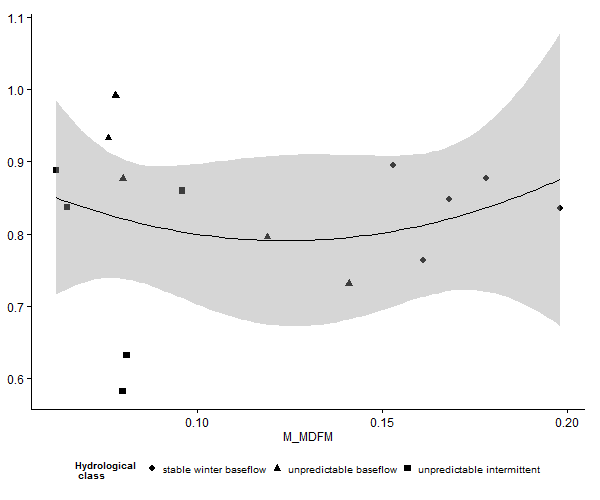 1.1
1.0
0.9
0.8
0.7
0.6
0.10 0.15 0.20
M_MDFM
Hydrological
class
stable winter baseflow unpredictable baseflow unpredictable intermittent